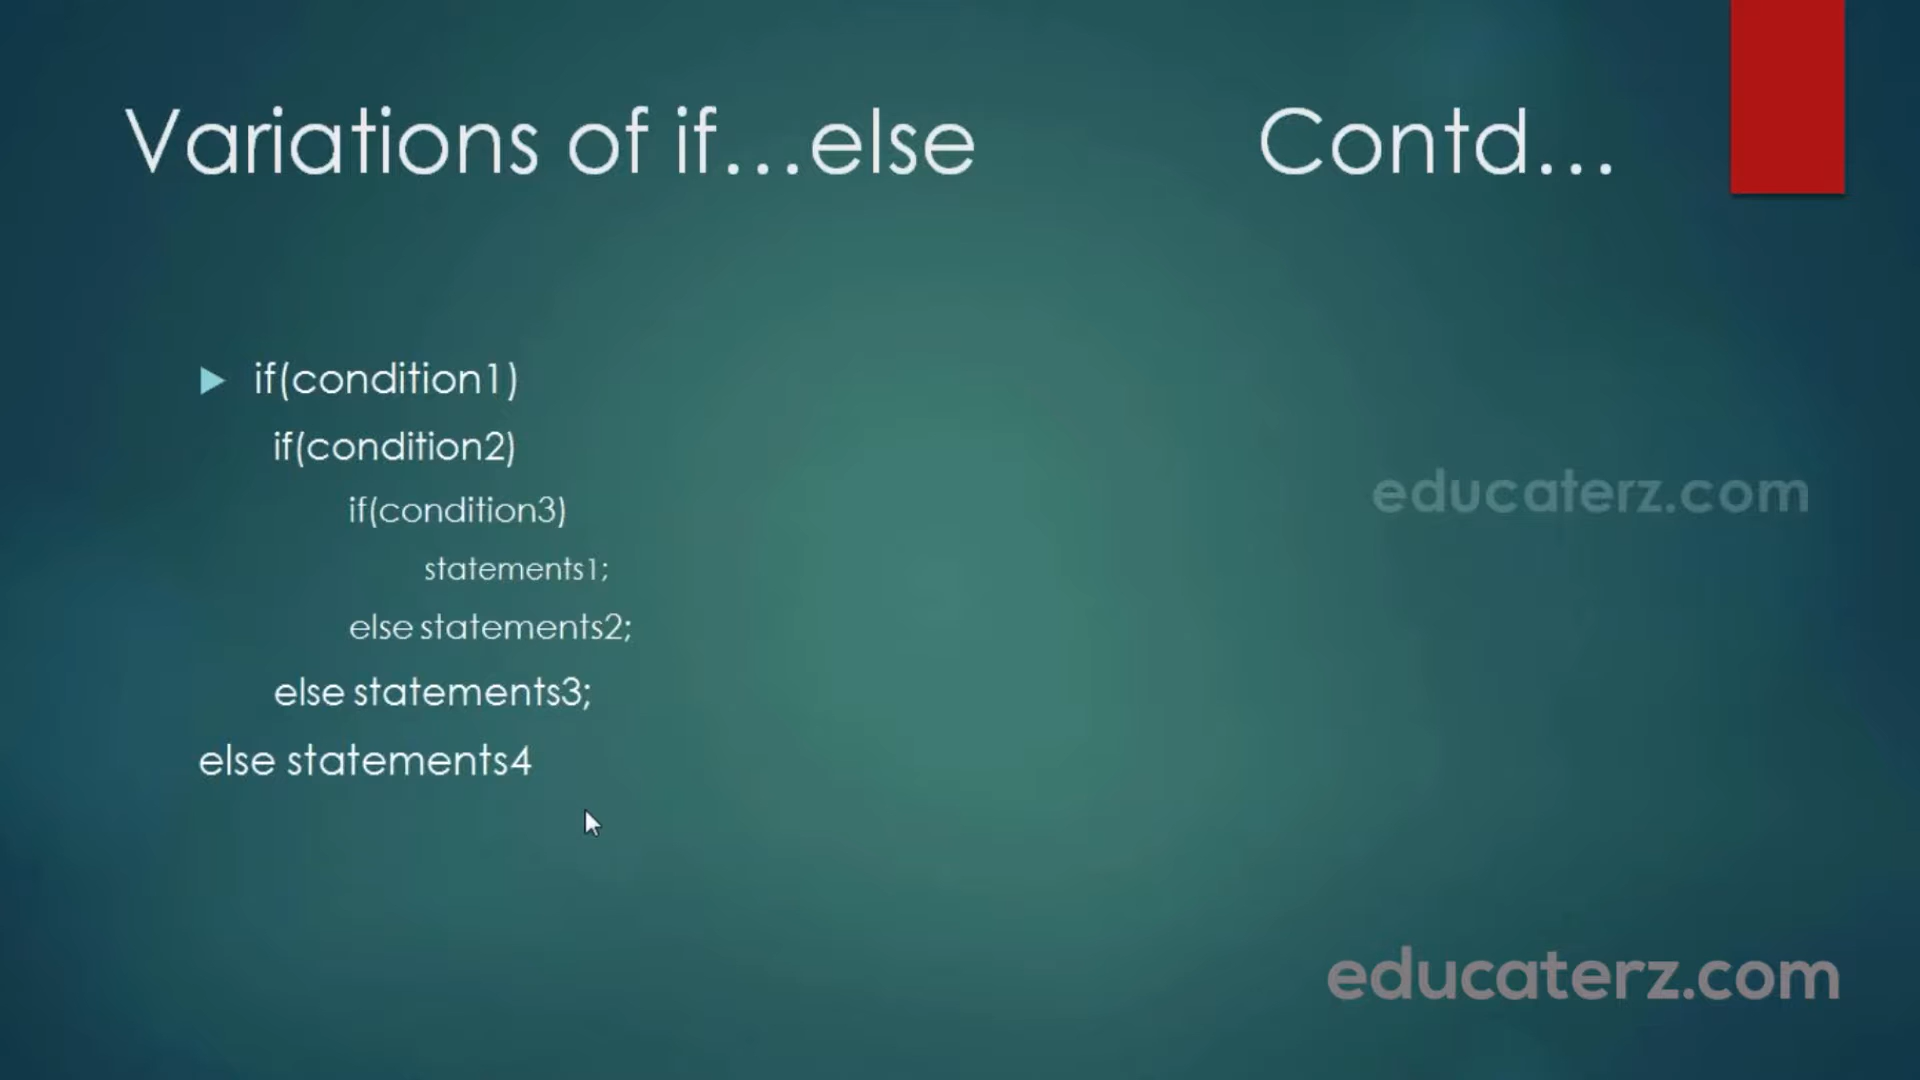 Variations of if...else Contd...
if(condition1)
if(condition2)
if(condition3)
statements1;
else statements2;
else statements3;
else statements4
educaterz.com
educaterz.com